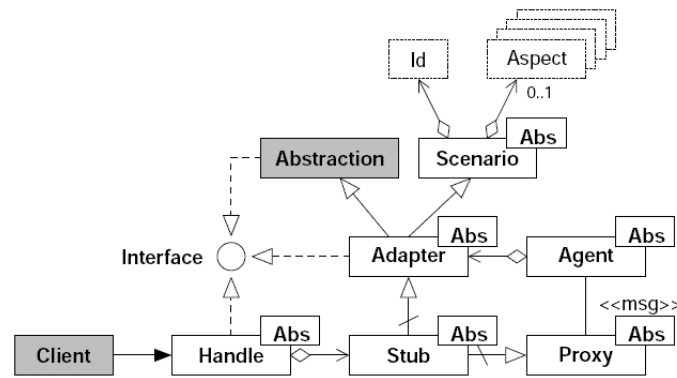 Id
Aspect
0..1
Abs
Abstraction
Scenario
Abs
Abs
Interface
Adapter
Agent
<<msg>>
Abs
Abs
Abs
Client
Handle
Stub
Proxy